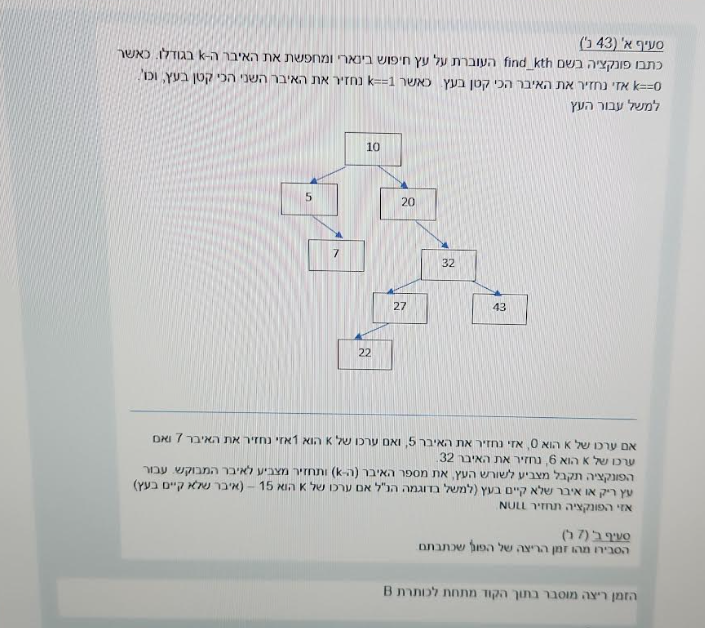 סעיף א' (43 נ')
כתבו פונקציה בשם find_kth העוברת על עץ חיפוש בינארי ומחפשת את האיבר ה-k בגודלו. כאשר
k==0 אזי נחזיר את האיבר הכי קטן בעץ כאשר k==1 נחזיר את האיבר השני הכי קטן בעץ, וכו'.
למשל עבור העץ
10
5
20
7
32
27
43
22
אם ערכו של K הוא 0, אזי נחזיר את האיבר 5, ואם ערכו של K הוא 1אזי נחזיר את האיבר 7 ואם
ערכו של K הוא 6, נחזיר את האיבר 32
הפונקציה תקבל מצביע לשורש העץ, את מספר האיבר (ה-k) ותחזיר מצביע לאיבר המבוקש. עבור
עץ ריק או איבר שלא קיים בעץ (למשל בדוגמה הנ"ל אם ערכו של K הוא 15 – (איבר שלא קיים בעץ)
אזי הפונקציה תחזיר NULL.
סעיף ב' (7 נ')
הסבירו מהו זמן הריצה של הפונ' שכתבתם
הזמן ריצה מוסבר בתוך הקוד מתחת לכותרת B